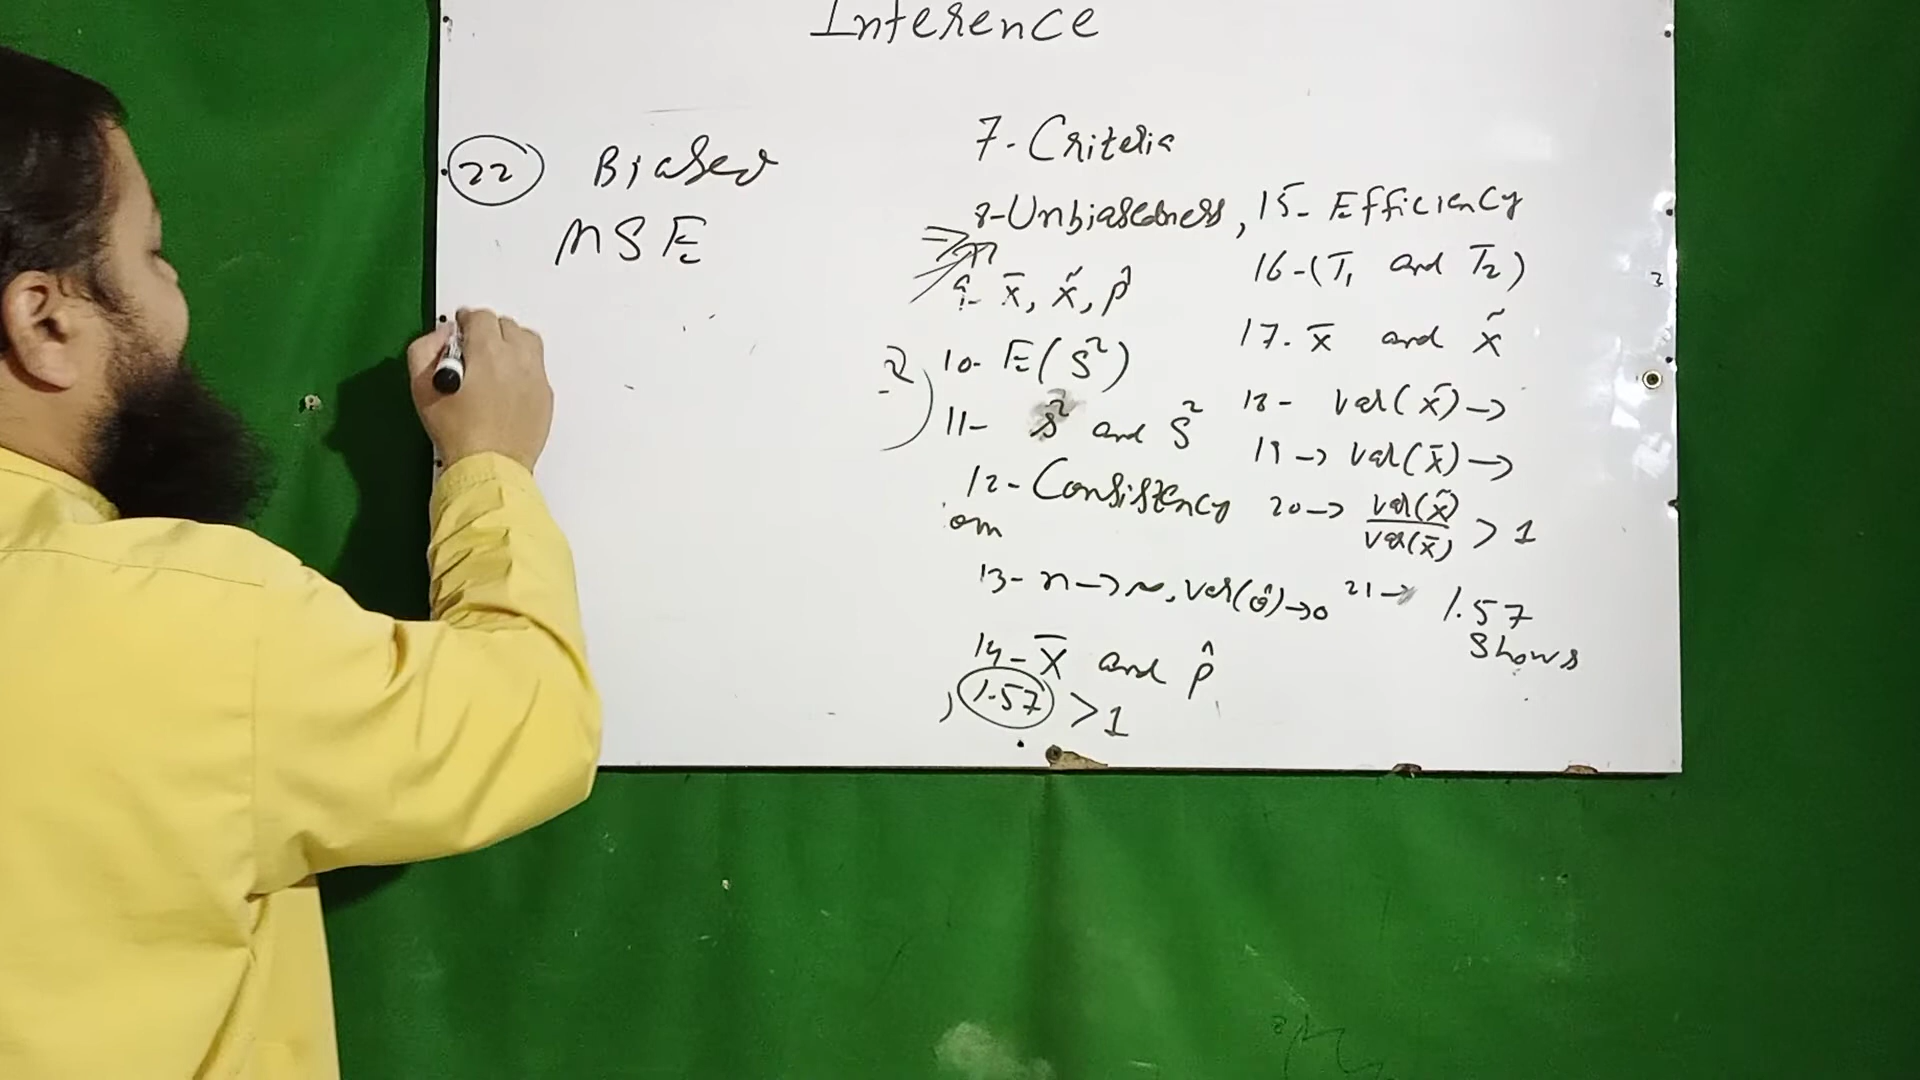 Inference
22 Biased
MSE
7- Criteria
8- Unbiasedness,
9- x̄, x̃, p̂
10- E(S²)
11- s² and S²
12- Consistency
13- n→∞, var(θ̂)→0
14- X̄ and p̂
1.57 >1
15- Efficiency
16- (T₁ and T₂)
17. x̄ and x̃
18- var(x̃)→
19→ var(x̄)→
20→ var(x̃)/var(x̄) > 1
21→ 1.57
Shows